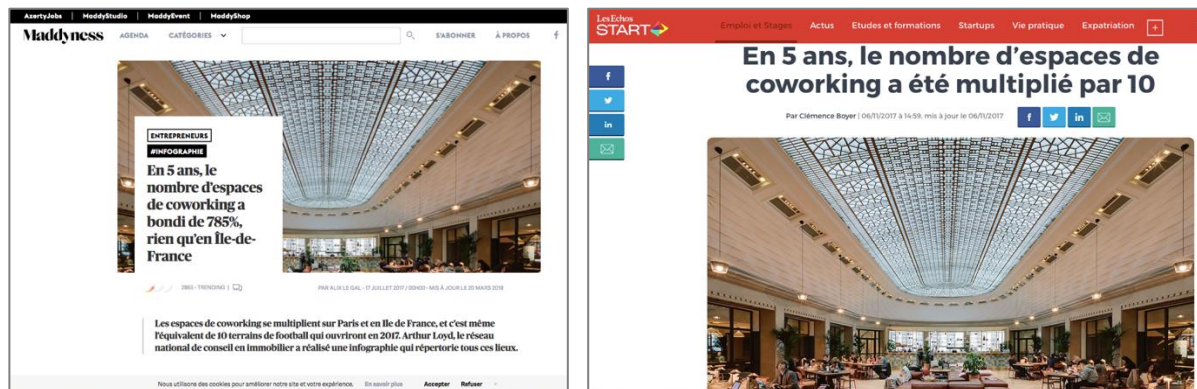 AzertyJobs | MaddyStudio | MaddyEvent | MaddyShop
Maddyness AGENDA CATÉGORIES S'ABONNER À PROPOS f
ENTREPRENEURS
#INFOGRAPHIE
En 5 ans, le
nombre d'espaces
de coworking a
bondi de 785%,
rien qu'en Île-de-
France
2863 - TRENDING |
PAR ALIX LE GAL - 17 JUILLET 2017 / 00H00 - MIS À JOUR LE 20 MARS 2018
Les espaces de coworking se multiplient sur Paris et en Ile de France, et c'est même
l'équivalent de 10 terrains de football qui ouvriront en 2017. Arthur Loyd, le réseau
national de conseil en immobilier a réalisé une infographie qui répertorie tous ces lieux.
Nous utilisons des cookies pour améliorer notre site et votre expérience. En savoir plus Accepter Refuser
Les Echos
START
Emploi et Stages Actus Etudes et formations Startups Vie pratique Expatriation +
En 5 ans, le nombre d'espaces de
coworking a été multiplié par 10
Par Clémence Boyer | 06/11/2017 à 14:59, mis à jour le 06/11/2017
f
in
f
in